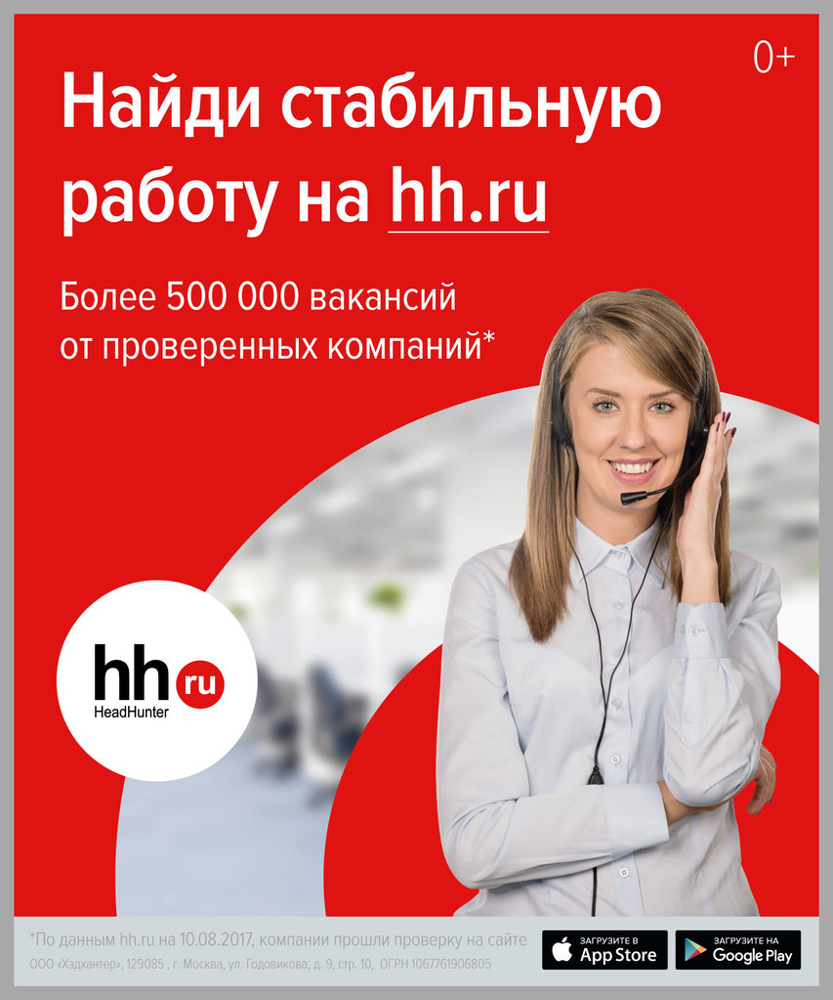 0+
Найди стабильную
работу на hh.ru
Более 500 000 вакансий
от проверенных компаний*
hh ru
HeadHunter
*По данным hh.ru на 10.08.2017, компании прошли проверку на сайте
ООО «Хэдхантер», 129085 , г. Москва, ул. Годовикова, д. 9, стр. 10, ОГРН 1067761906805
ЗАГРУЗИТЕ В
App Store
ЗАГРУЗИТЕ НА
Google Play